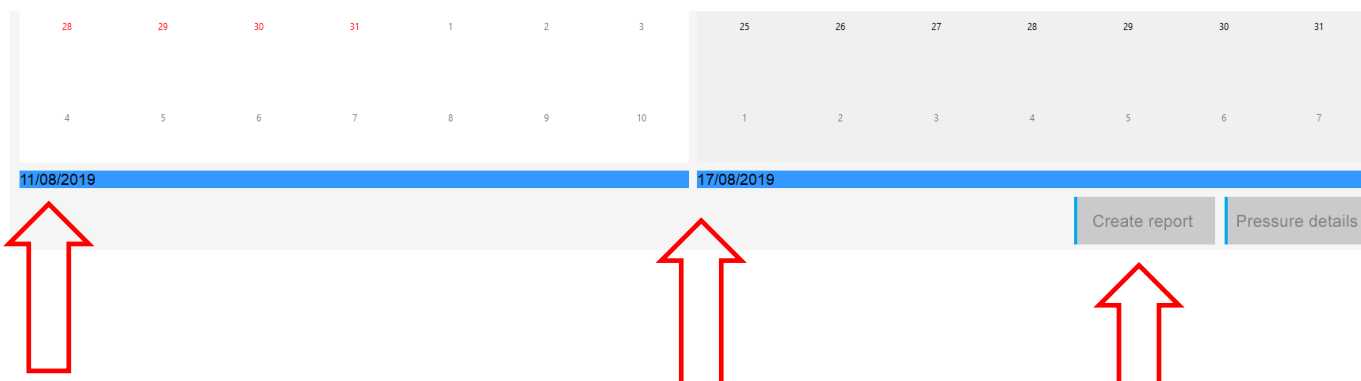 28 29 30 31 1 2 3 25 26 27 28 29 30 31
4 5 6 7 8 9 10 1 2 3 4 5 6 7
11/08/2019 17/08/2019
Create report Pressure details